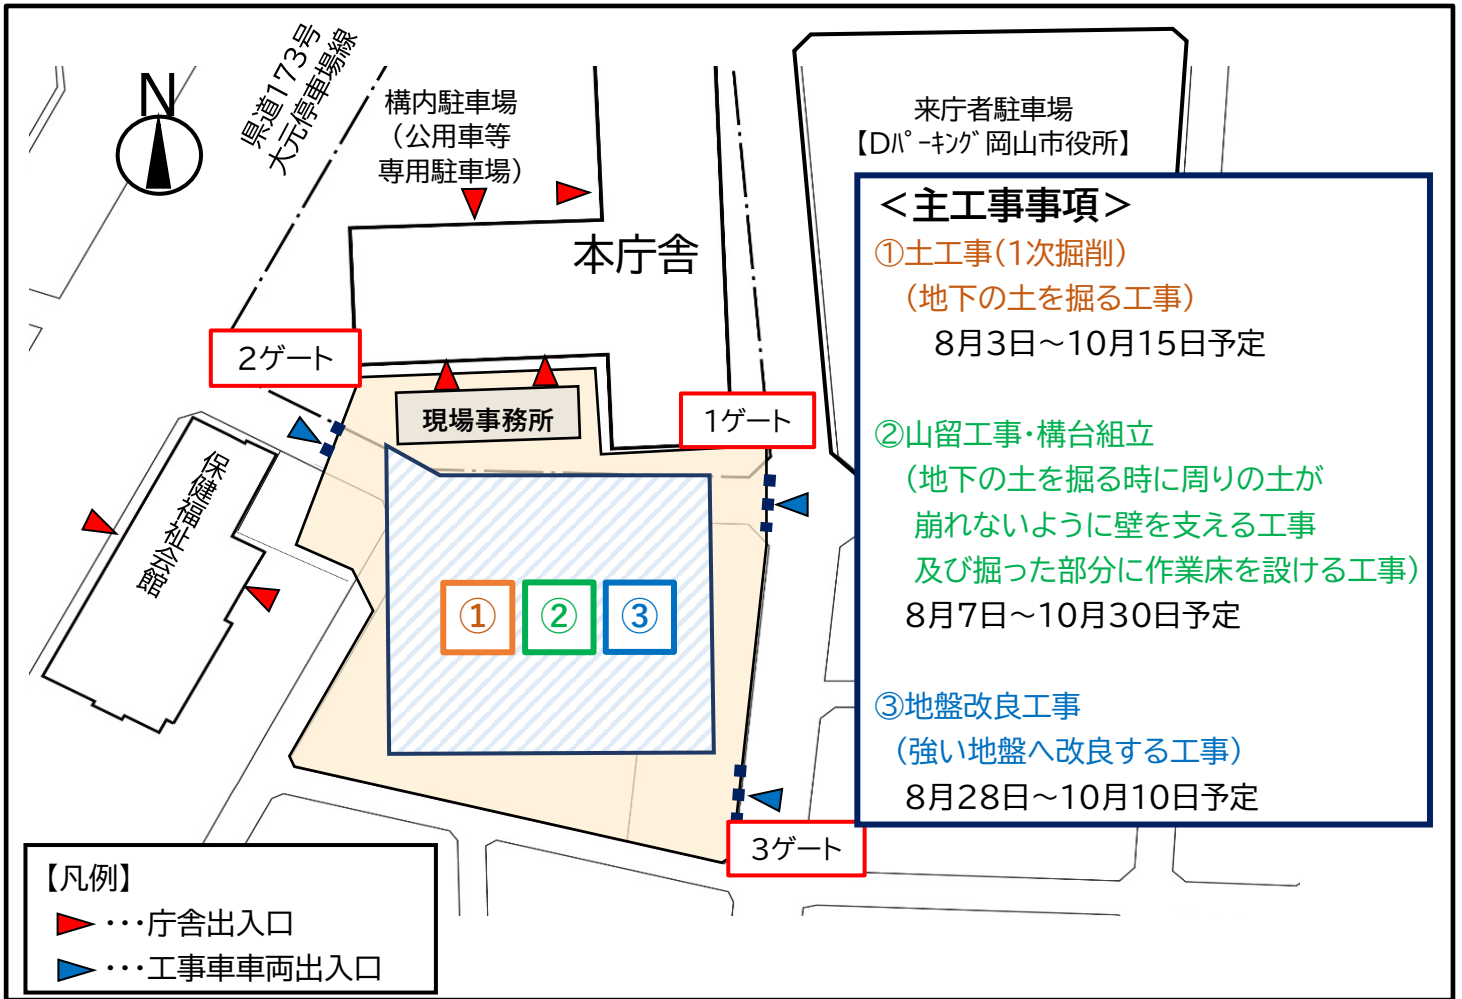 N
県道173号
大元停車場線
構内駐車場
（公用車等
専用駐車場）
来庁者駐車場
【Dﾊﾟｰｷﾝｸﾞ岡山市役所】
本庁舎
2ゲート
現場事務所
1ゲート
保健福祉会館
①
②
③
3ゲート
＜主工事事項＞
①土工事(1次掘削)
（地下の土を掘る工事）
8月3日～10月15日予定
②山留工事・構台組立
（地下の土を掘る時に周りの土が
崩れないように壁を支える工事
及び掘った部分に作業床を設ける工事）
8月7日～10月30日予定
③地盤改良工事
（強い地盤へ改良する工事）
8月28日～10月10日予定
【凡例】
･･･庁舎出入口
･･･工事車車両出入口